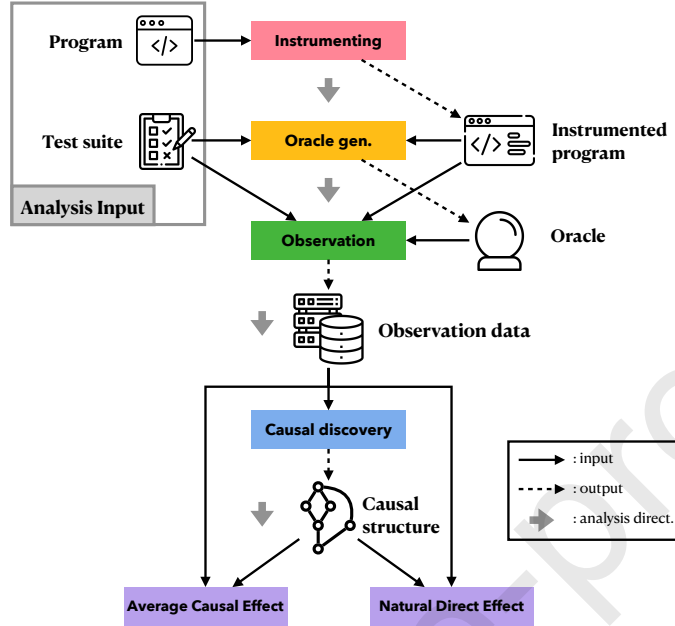 Program
Instrumenting
Test suite
Oracle gen.
Instrumented
program
Analysis Input
Observation
Oracle
Observation data
Causal discovery
: input
: output
: analysis direct.
Causal
structure
Average Causal Effect
Natural Direct Effect